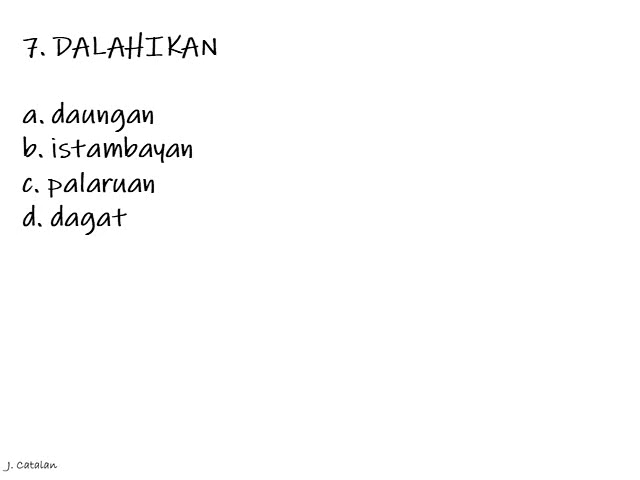 7. DALAHIKAN
a. daungan
b. istambayan
c. palaruan
d. dagat
J. Catalan